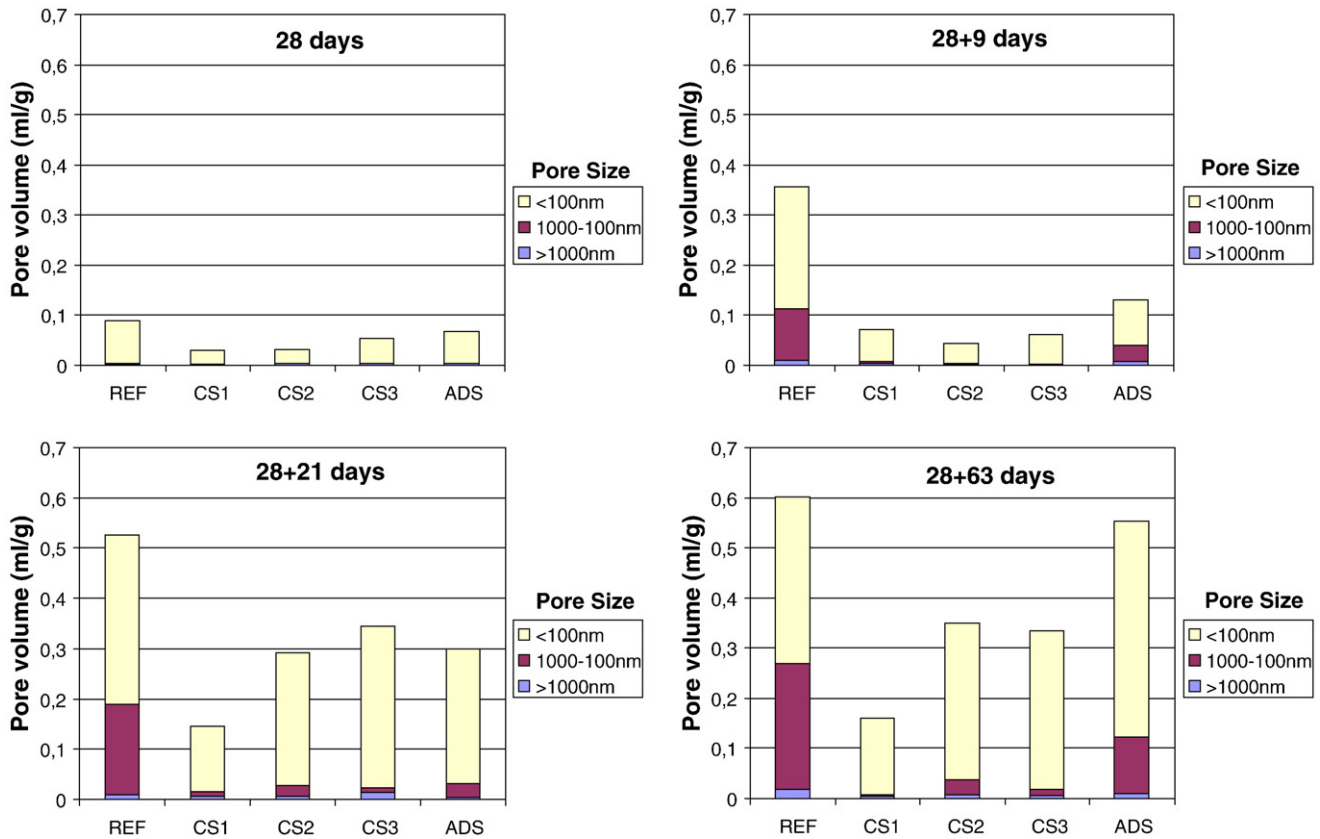 28 days
Pore volume (ml/g)
0,7
0,6
0,5
0,4
0,3
0,2
0,1
0
REF CS1 CS2 CS3 ADS
Pore Size
<100nm
1000-100nm
>1000nm
28+9 days
Pore volume (ml/g)
0,7
0,6
0,5
0,4
0,3
0,2
0,1
0
REF CS1 CS2 CS3 ADS
Pore Size
<100nm
1000-100nm
>1000nm
28+21 days
Pore volume (ml/g)
0,7
0,6
0,5
0,4
0,3
0,2
0,1
0
REF CS1 CS2 CS3 ADS
Pore Size
<100nm
1000-100nm
>1000nm
28+63 days
Pore volume (ml/g)
0,7
0,6
0,5
0,4
0,3
0,2
0,1
0
REF CS1 CS2 CS3 ADS
Pore Size
<100nm
1000-100nm
>1000nm